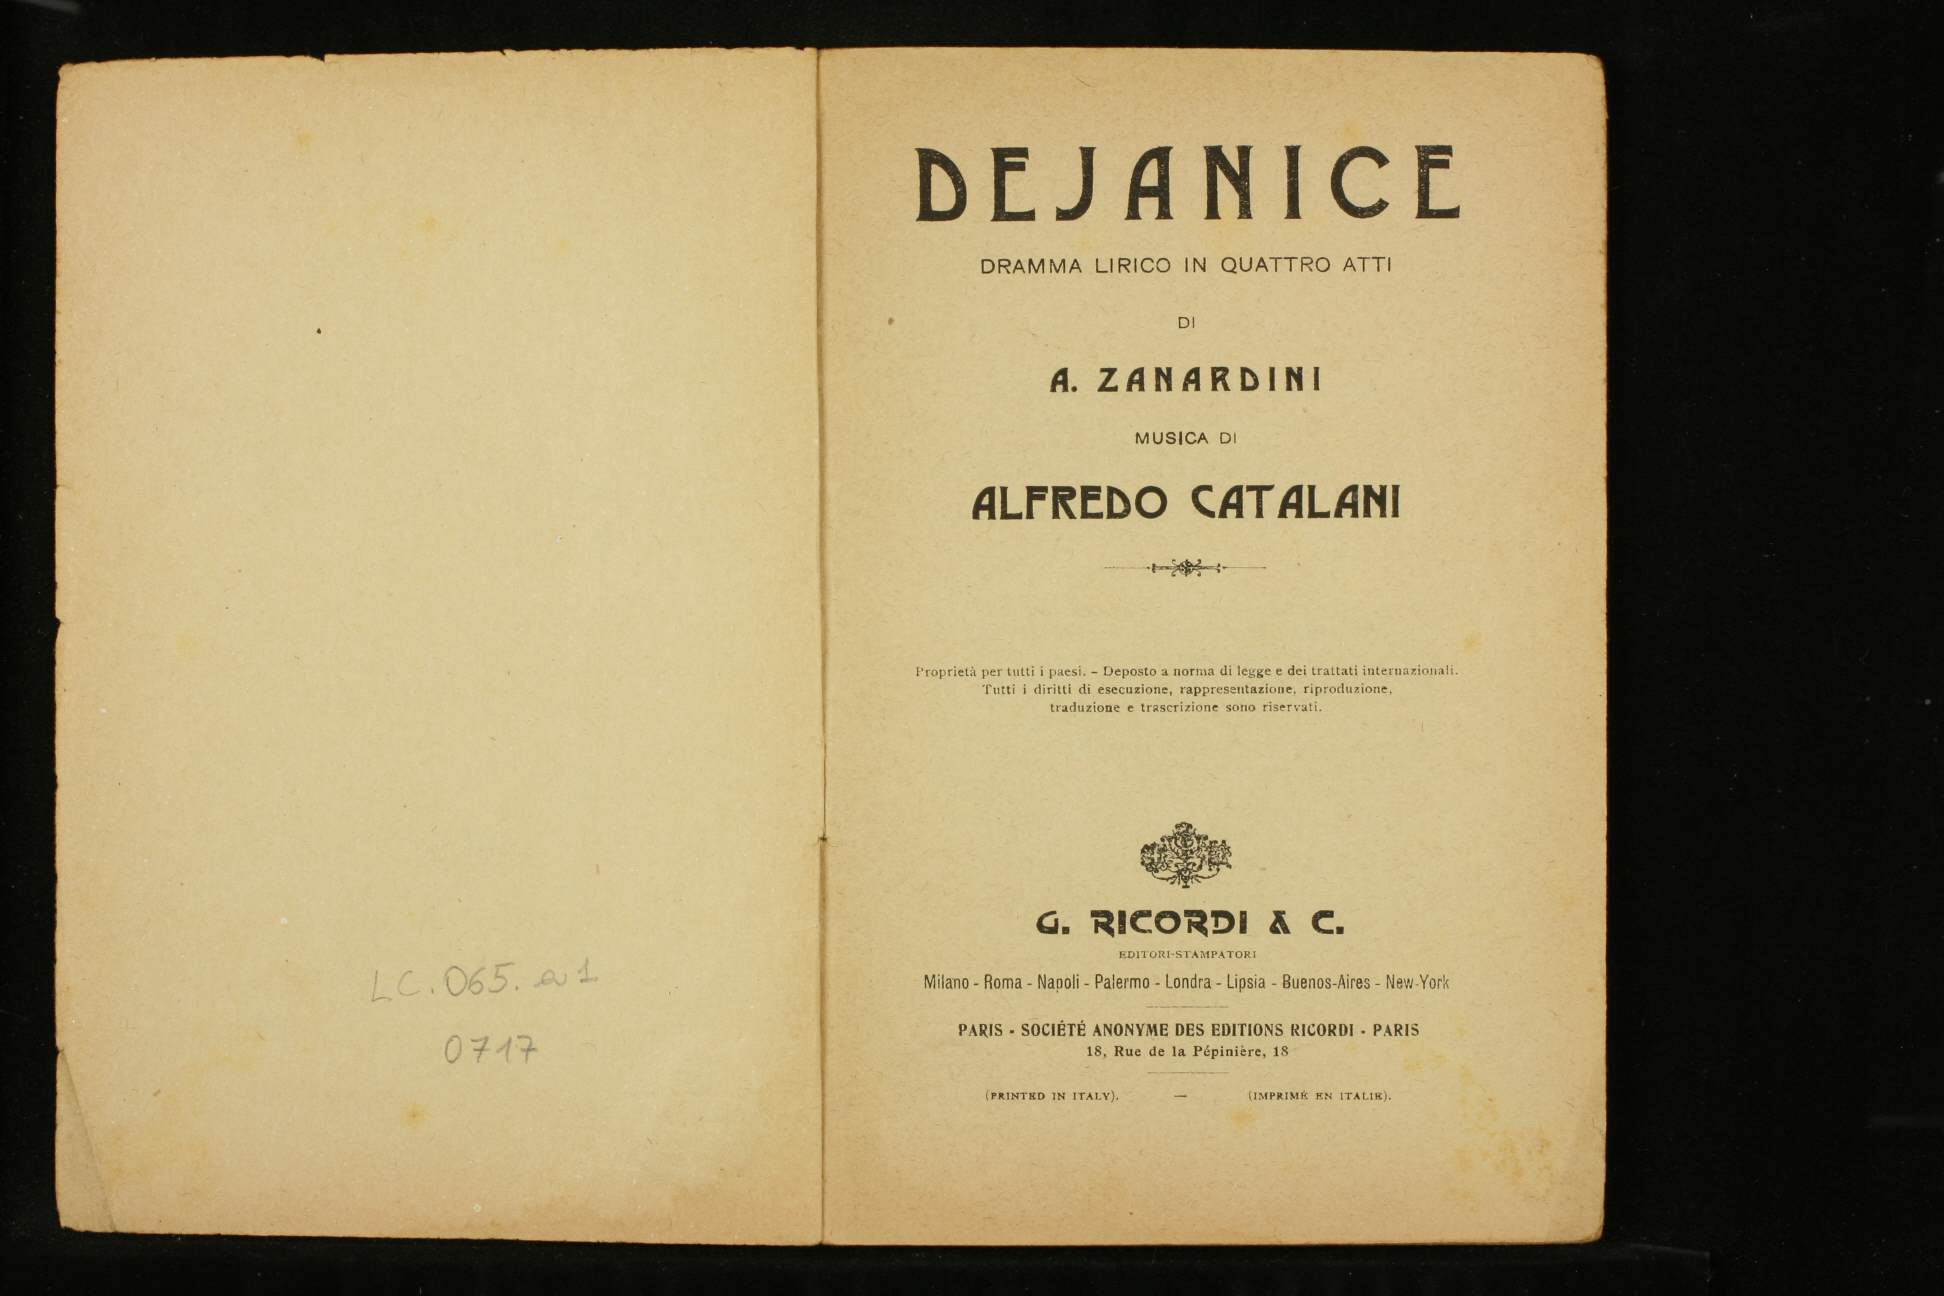 LC.065.a1
0717
DEJANICE
DRAMMA LIRICO IN QUATTRO ATTI
DI
A. ZANARDINI
MUSICA DI
ALFREDO CATALANI
Proprietà per tutti i paesi. – Deposto a norma di legge e dei trattati internazionali.
Tutti i diritti di esecuzione, rappresentazione, riproduzione,
traduzione e trascrizione sono riservati.
G. RICORDI & C.
EDITORI-STAMPATORI
Milano - Roma - Napoli - Palermo - Londra - Lipsia - Buenos-Aires - New-York
PARIS - SOCIÉTÉ ANONYME DES EDITIONS RICORDI - PARIS
18, Rue de la Pépinière, 18
(PRINTED IN ITALY). — (IMPRIMÉ EN ITALIE).